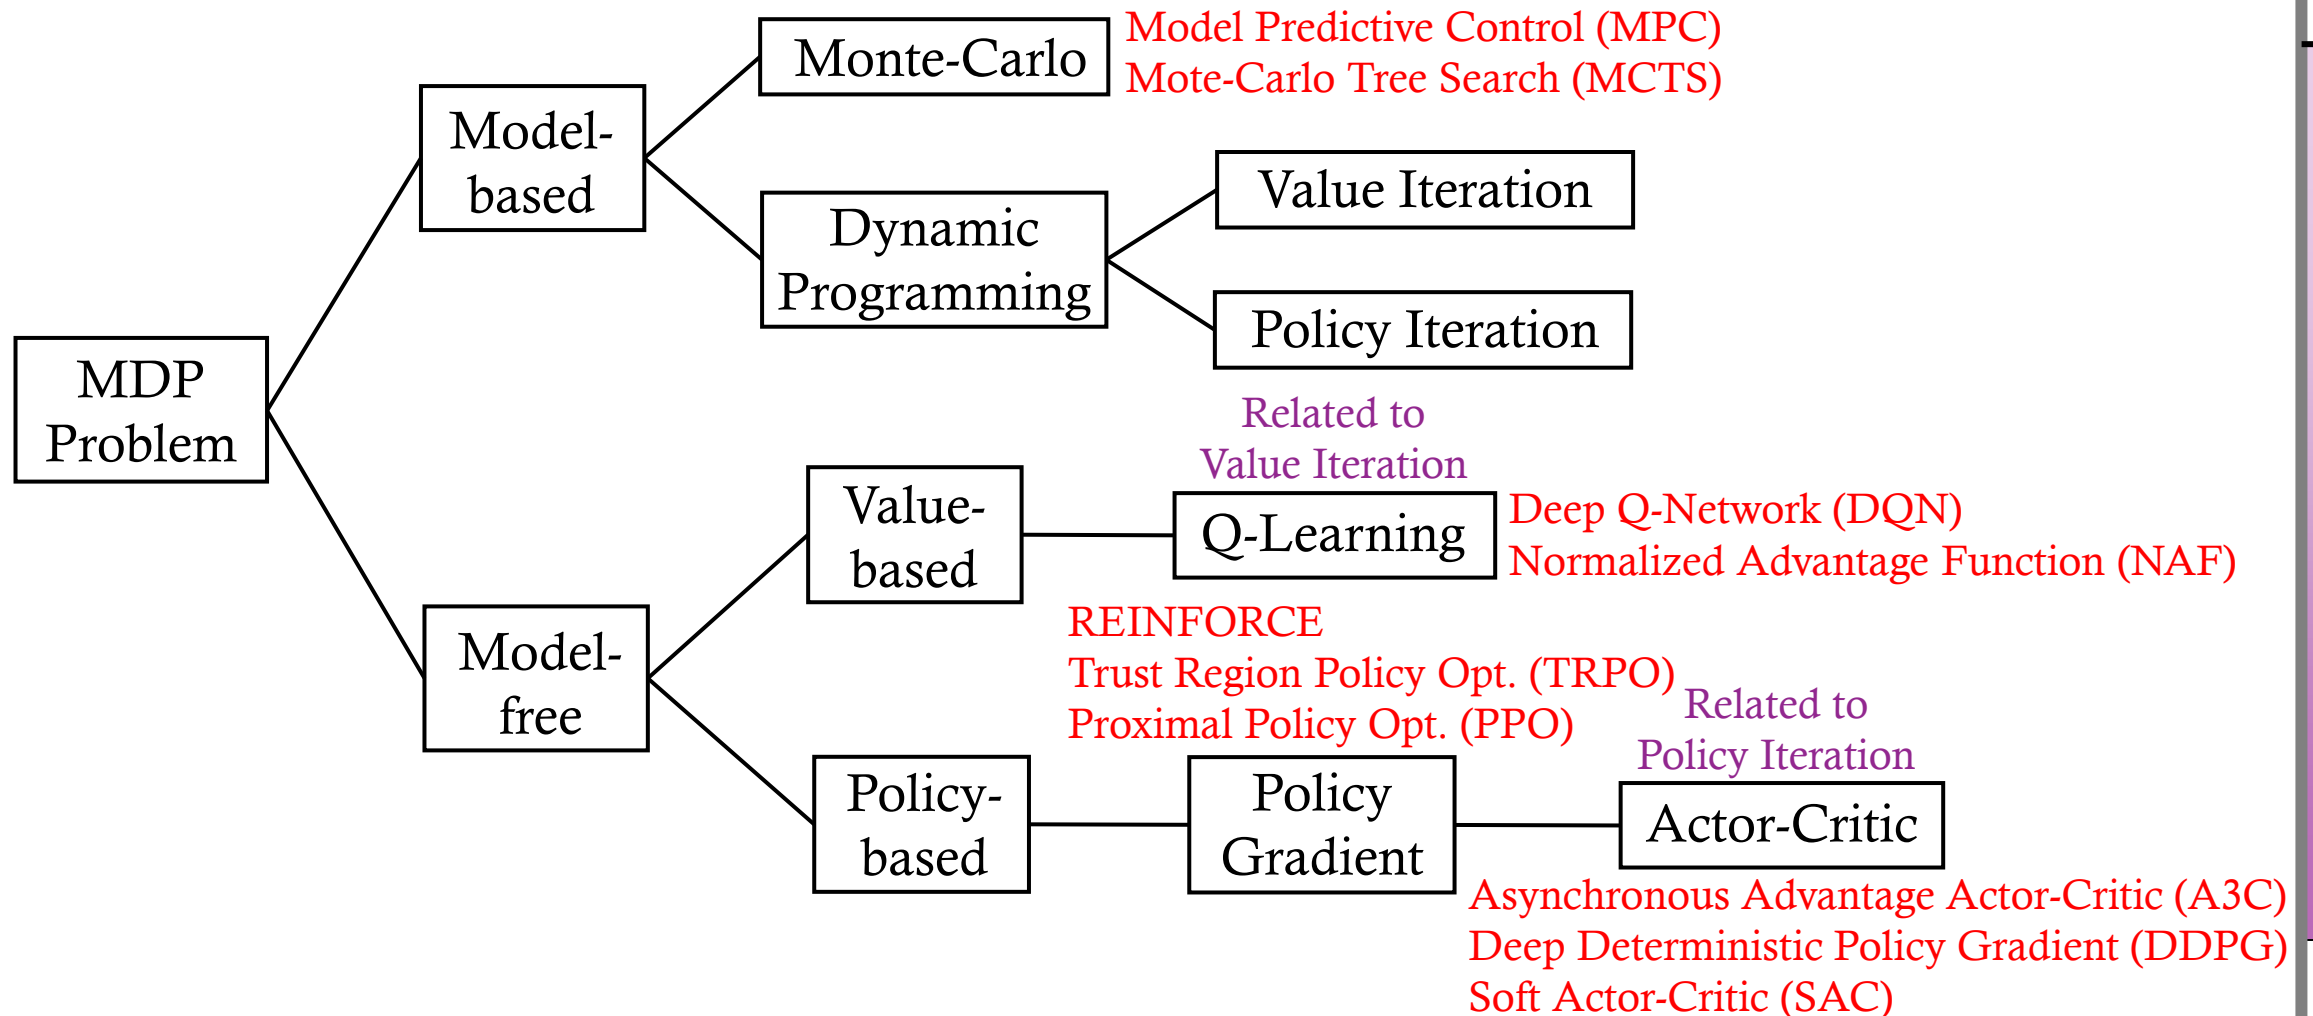 Monte-Carlo
Model Predictive Control (MPC)
Mote-Carlo Tree Search (MCTS)
Model-
based
Dynamic
Programming
Value Iteration
Policy Iteration
MDP
Problem
Related to
Value Iteration
Value-
based
Q-Learning
Deep Q-Network (DQN)
Normalized Advantage Function (NAF)
Model-
free
REINFORCE
Trust Region Policy Opt. (TRPO)
Proximal Policy Opt. (PPO)
Related to
Policy Iteration
Policy-
based
Policy
Gradient
Actor-Critic
Asynchronous Advantage Actor-Critic (A3C)
Deep Deterministic Policy Gradient (DDPG)
Soft Actor-Critic (SAC)